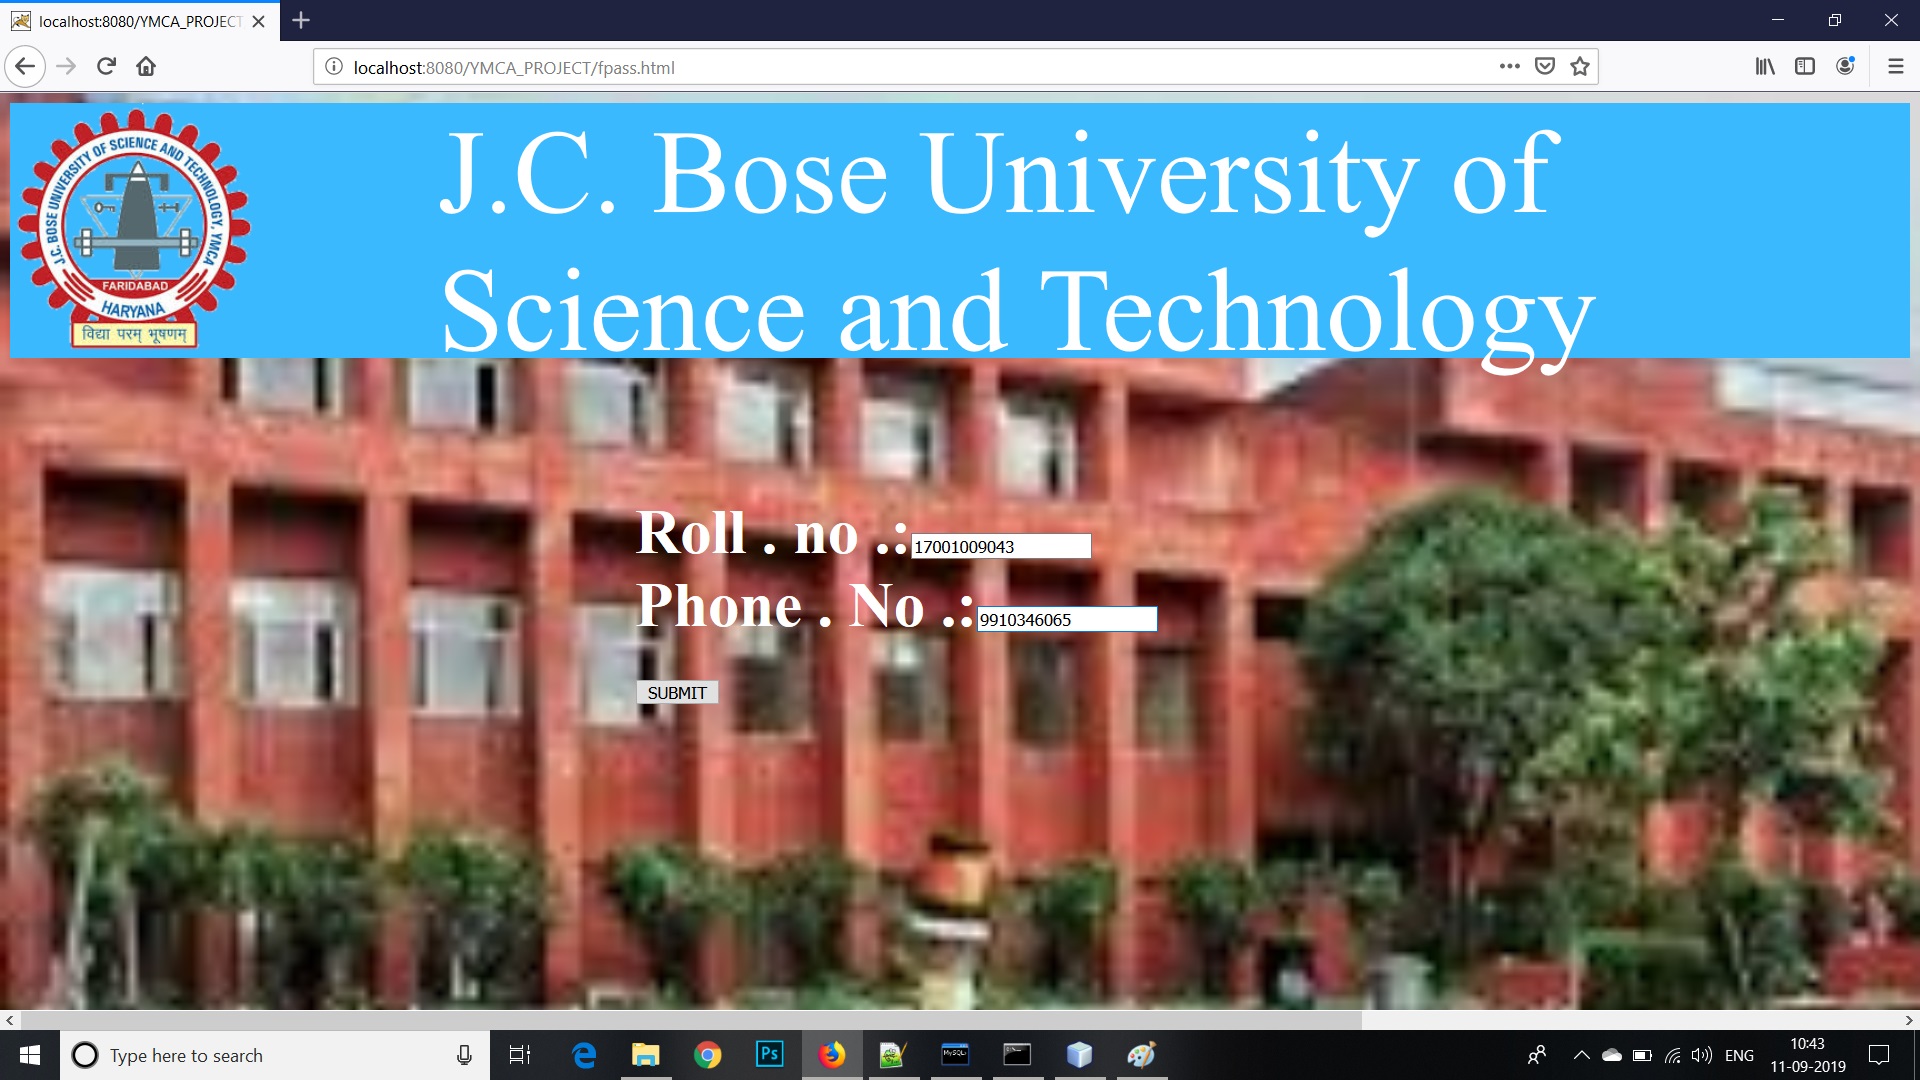 localhost:8080/YMCA_PROJECT
localhost:8080/YMCA_PROJECT/fpass.html
J.C. BOSE UNIVERSITY OF SCIENCE AND TECHNOLOGY, YMCA
FARIDABAD
HARYANA
विद्या परम् भूषणम्
J.C. Bose University of
Science and Technology
Roll . no .:17001009043
Phone . No .:9910346065
SUBMIT
Type here to search
Ps
MySQL
ENG
10:43
11-09-2019